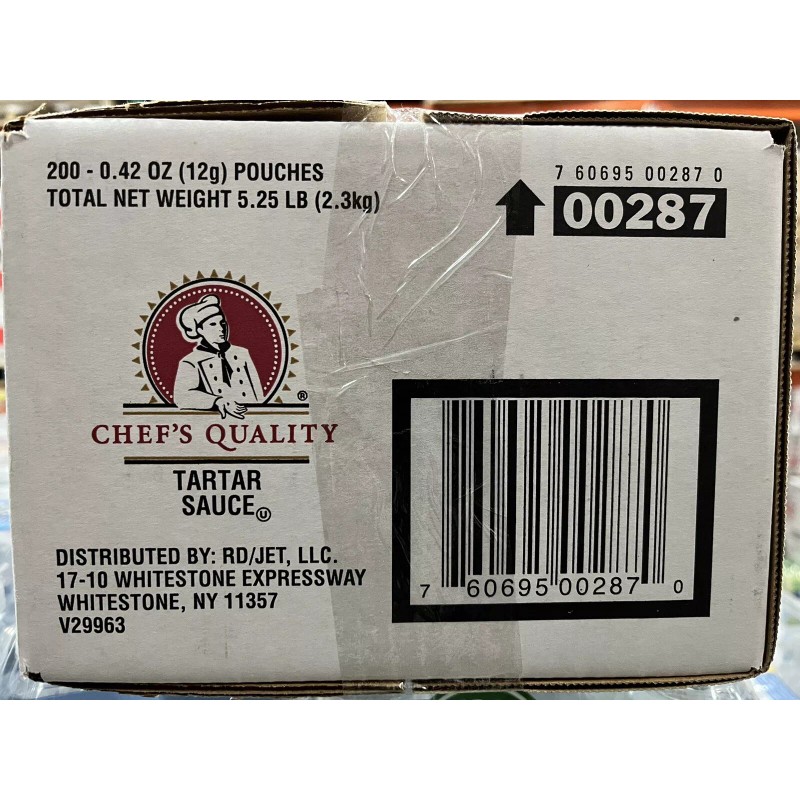 200 - 0.42 OZ (12g) POUCHES
TOTAL NET WEIGHT 5.25 LB (2.3kg)
7 60695 00287 0
00287
®
CHEF'S QUALITY
TARTAR
SAUCE Ⓤ
DISTRIBUTED BY: RD/JET, LLC.
17-10 WHITESTONE EXPRESSWAY
WHITESTONE, NY 11357
V29963
7 60695 00287 0